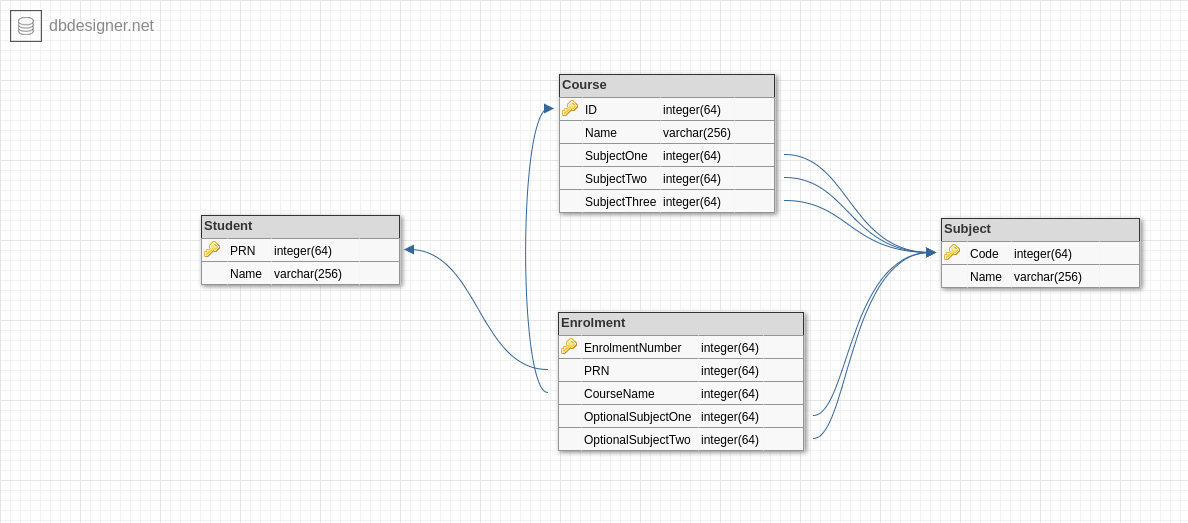 dbdesigner.net
Course
ID integer(64)
Name varchar(256)
SubjectOne integer(64)
SubjectTwo integer(64)
SubjectThree integer(64)
Student
PRN integer(64)
Name varchar(256)
Subject
Code integer(64)
Name varchar(256)
Enrolment
EnrolmentNumber integer(64)
PRN integer(64)
CourseName integer(64)
OptionalSubjectOne integer(64)
OptionalSubjectTwo integer(64)